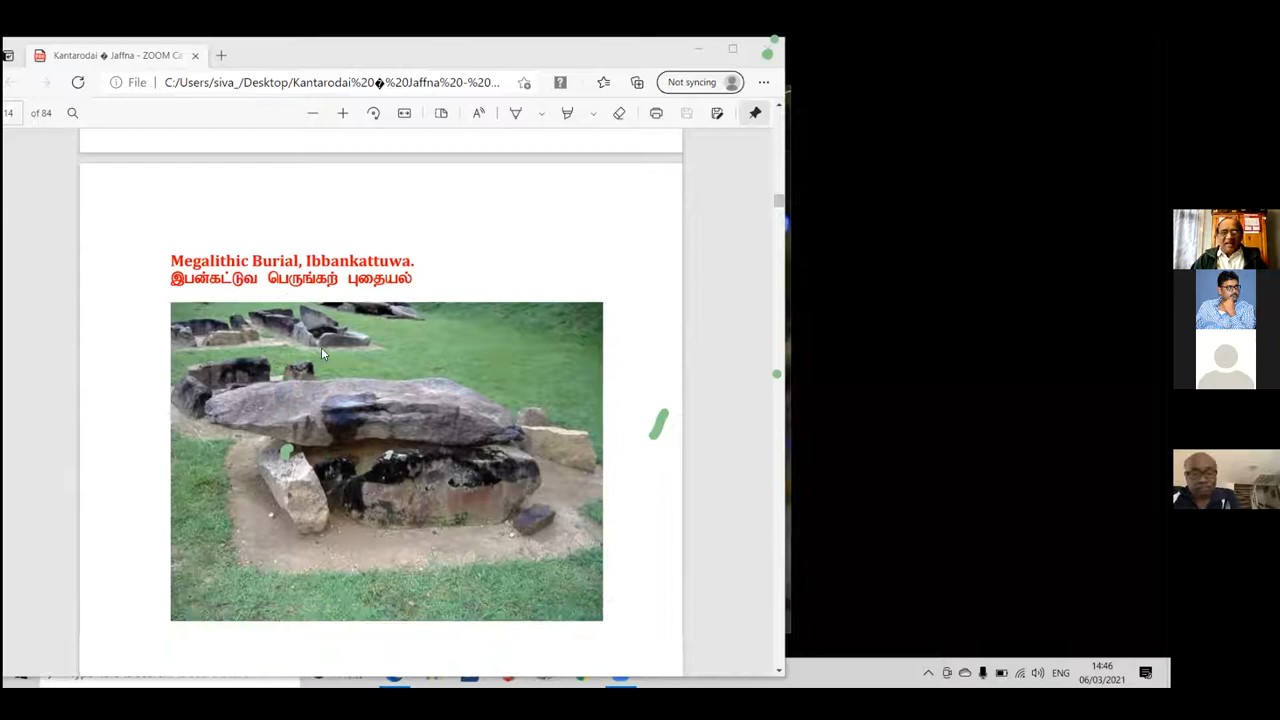 Kantarodai � Jaffna - ZOOM Ca
File
C:/Users/siva_/Desktop/Kantarodai%20�%20Jaffna%20-%20...
Not syncing
14 of 84
Megalithic Burial, Ibbankattuwa.
இபன்கட்டுவ பெருங்கற் புதையல்
ENG
14:46
06/03/2021